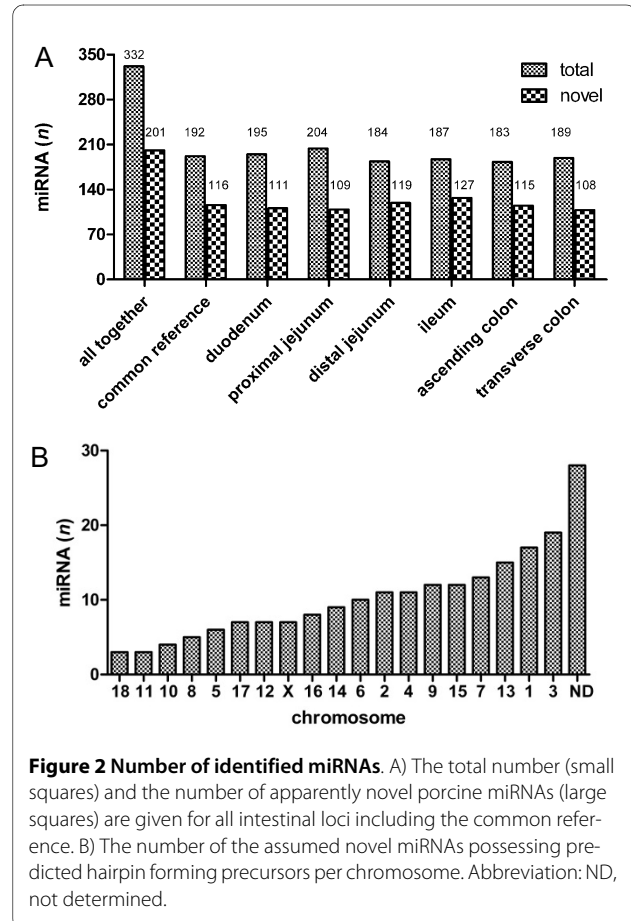 A
350
280
210
140
70
0
miRNA (n)
total
novel
332
201
192
116
195
111
204
109
184
119
187
127
183
115
189
108
all together
common reference
duodenum
proximal jejunum
distal jejunum
ileum
ascending colon
transverse colon
B
30
20
10
0
miRNA (n)
18 11 10 8 5 17 12 X 16 14 6 2 4 9 15 7 13 1 3 ND
chromosome
Figure 2 Number of identified miRNAs. A) The total number (small
squares) and the number of apparently novel porcine miRNAs (large
squares) are given for all intestinal loci including the common refer-
ence. B) The number of the assumed novel miRNAs possessing pre-
dicted hairpin forming precursors per chromosome. Abbreviation: ND,
not determined.